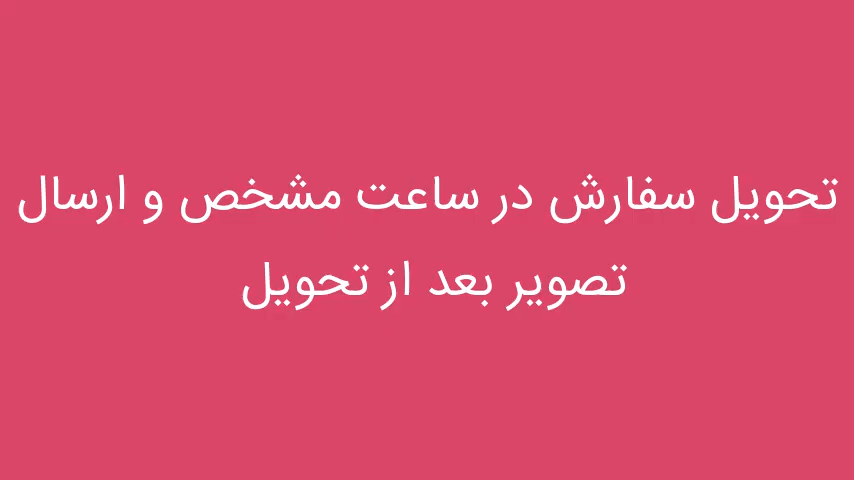 تحویل سفارش در ساعت مشخص و ارسال
تصویر بعد از تحویل